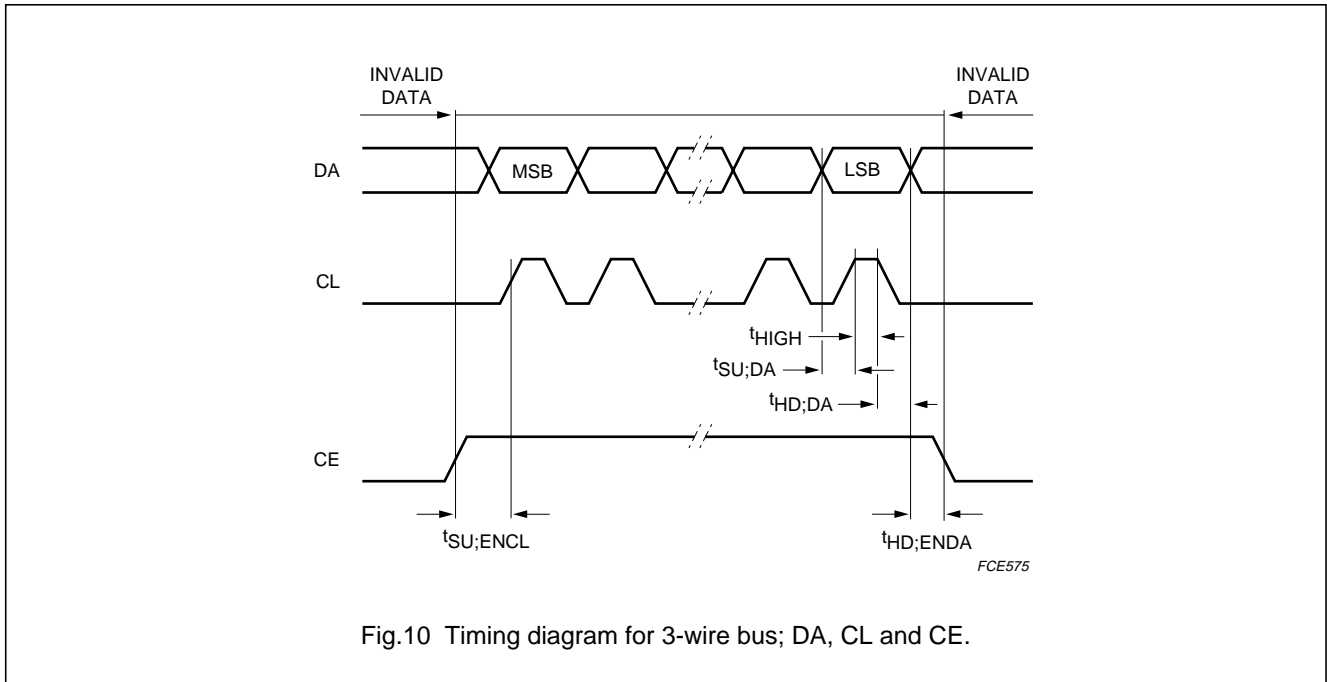 INVALID
DATA
INVALID
DATA
DA
MSB
LSB
CL
tHIGH
tSU;DA
tHD;DA
CE
tSU;ENCL
tHD;ENDA
FCE575
Fig.10 Timing diagram for 3-wire bus; DA, CL and CE.